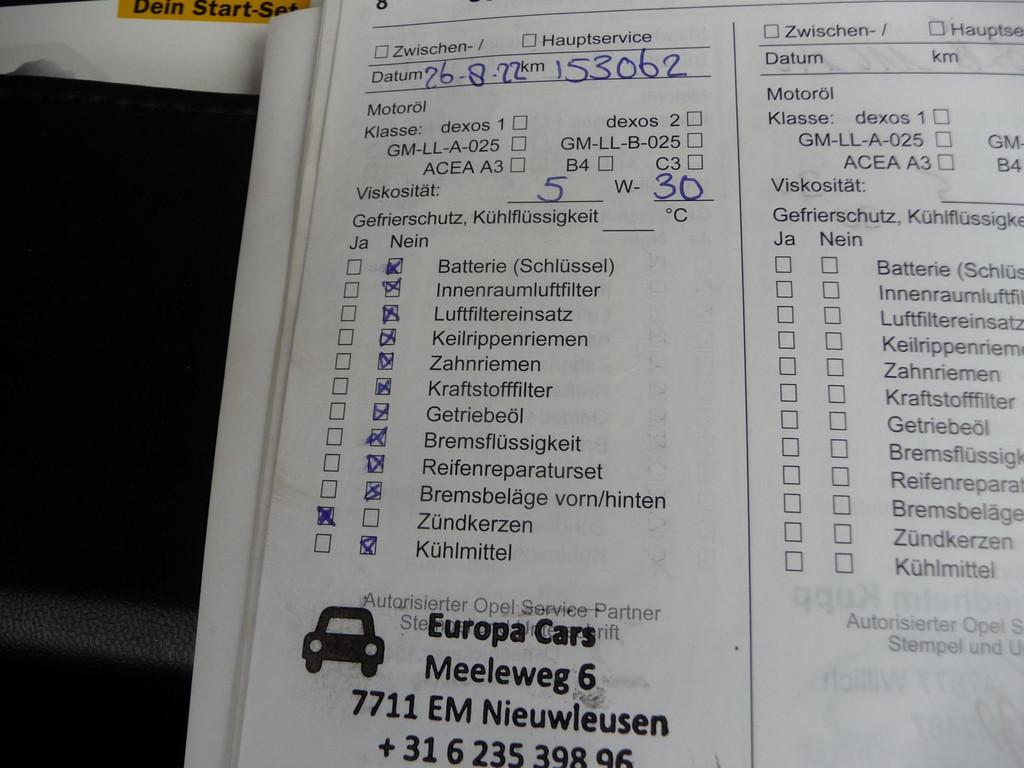 Dein Start-Set
8
Zwischen- / Hauptservice
Datum 26-8-22 km 153062
Motoröl
Klasse: dexos 1 dexos 2
GM-LL-A-025 GM-LL-B-025
ACEA A3 B4 C3
Viskosität: 5 W- 30
Gefrierschutz, Kühlflüssigkeit °C
Ja Nein
Batterie (Schlüssel)
Innenraumluftfilter
Luftfiltereinsatz
Keilrippenriemen
Zahnriemen
Kraftstofffilter
Getriebeöl
Bremsflüssigkeit
Reifenreparaturset
Bremsbeläge vorn/hinten
Zündkerzen
Kühlmittel
Autorisierter Opel Service Partner
Europa Cars
Meeleweg 6
7711 EM Nieuwleusen
+ 31 6 235 398 96
Zwischen- / Hauptse
Datum km
Motoröl
Klasse: dexos 1
GM-LL-A-025 GM-
ACEA A3 B4
Viskosität:
Gefrierschutz, Kühlflüssigke
Ja Nein
Batterie (Schlüs
Innenraumluftfil
Luftfiltereinsatz
Keilrippenrieme
Zahnriemen
Kraftstofffilter
Getriebeöl
Bremsflüssigk
Reifenreparat
Bremsbeläge
Zündkerzen
Kühlmittel
Autorisierter Opel S
Stempel und U